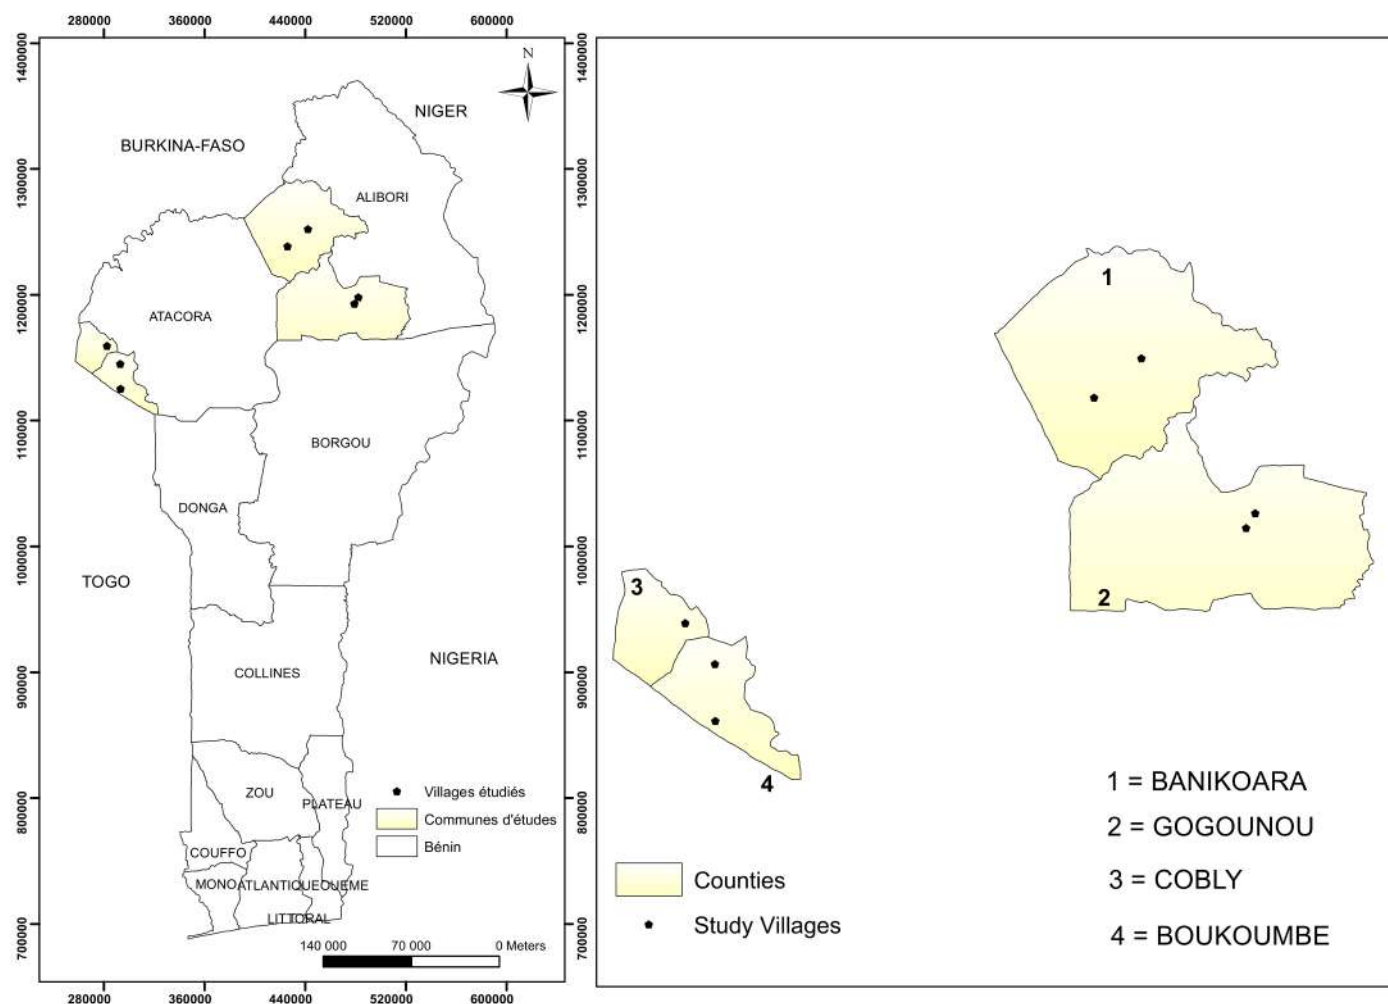 280000 360000 440000 520000 600000
1400000
1300000
1200000
1100000
1000000
900000
800000
700000
1400000
1300000
1200000
1100000
1000000
900000
800000
700000
N
NIGER
BURKINA-FASO
ALIBORI
ATACORA
BORGOU
DONGA
TOGO
NIGERIA
COLLINES
ZOU
PLATEAU
COUFFO
MONO
ATLANTIQUE
OUEME
LITTORAL
Villages étudiés
Communes d'études
Bénin
140 000 70 000 0 Meters
280000 360000 440000 520000 600000
1
2
3
4
Counties
Study Villages
1 = BANIKOARA
2 = GOGOUNOU
3 = COBLY
4 = BOUKOUMBE